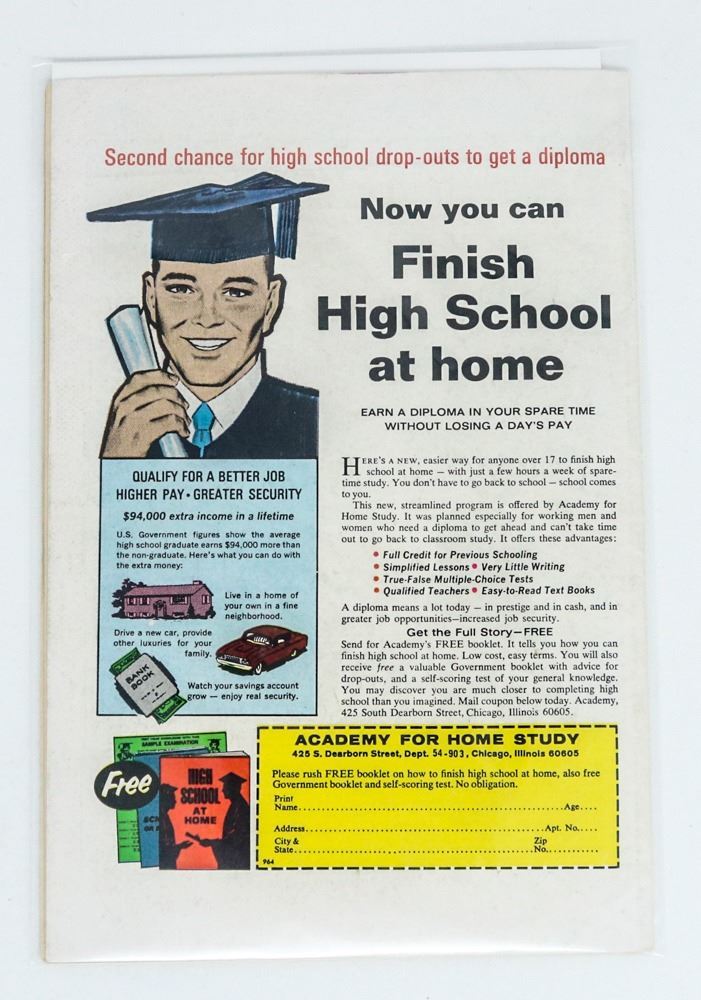 Second chance for high school drop-outs to get a diploma
Now you can
Finish
High School
at home
EARN A DIPLOMA IN YOUR SPARE TIME
WITHOUT LOSING A DAY'S PAY
QUALIFY FOR A BETTER JOB
HIGHER PAY • GREATER SECURITY
$94,000 extra income in a lifetime
U.S. Government figures show the average
high school graduate earns $94,000 more than
the non-graduate. Here's what you can do with
the extra money:
Live in a home of
your own in a fine
neighborhood.
Drive a new car, provide
other luxuries for your
family.
BANK
BOOK
Watch your savings account
grow — enjoy real security.
HERE'S A NEW, easier way for anyone over 17 to finish high
school at home — with just a few hours a week of spare-
time study. You don't have to go back to school — school comes
to you.
This new, streamlined program is offered by Academy for
Home Study. It was planned especially for working men and
women who need a diploma to get ahead and can't take time
out to go back to classroom study. It offers these advantages:
• Full Credit for Previous Schooling
• Simplified Lessons • Very Little Writing
• True-False Multiple-Choice Tests
• Qualified Teachers • Easy-to-Read Text Books
A diploma means a lot today — in prestige and in cash, and in
greater job opportunities—increased job security.
Get the Full Story—FREE
Send for Academy's FREE booklet. It tells you how you can
finish high school at home. Low cost, easy terms. You will also
receive free a valuable Government booklet with advice for
drop-outs, and a self-scoring test of your general knowledge.
You may discover you are much closer to completing high
school than you imagined. Mail coupon below today. Academy,
425 South Dearborn Street, Chicago, Illinois 60605.
SAMPLE EXAMINATION
Free
HIGH
SCHOOL
AT
HOME
ACADEMY FOR HOME STUDY
425 S. Dearborn Street, Dept. 54-903, Chicago, Illinois 60605
Please rush FREE booklet on how to finish high school at home, also free
Government booklet and self-scoring test. No obligation.
Print
Name Age
Address Apt. No.
City & Zip
State No.
964